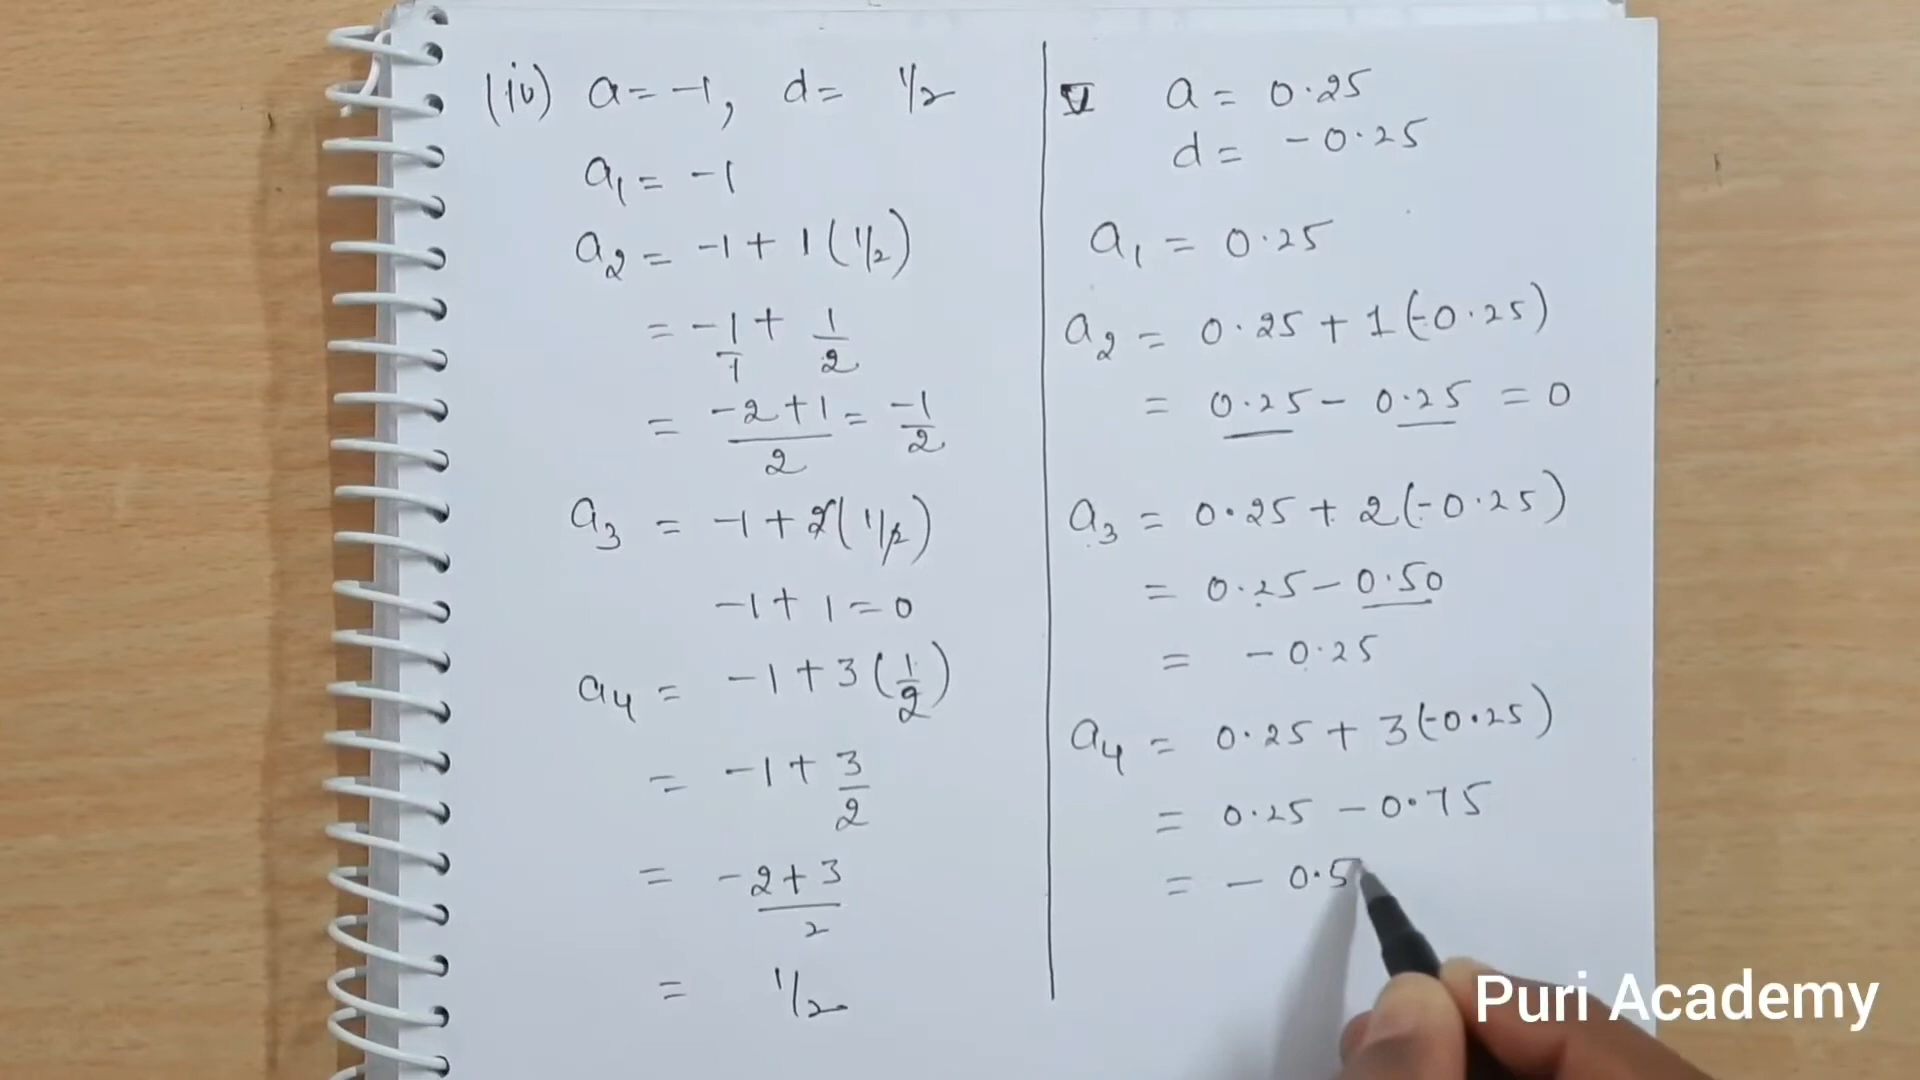 (iv) a = -1, d = 1/2
a1 = -1
a2 = -1 + 1 (1/2)
= -1/1 + 1/2
= -2+1/2 = -1/2
a3 = -1 + 2(1/2)
-1 + 1 = 0
a4 = -1 + 3 (1/2)
= -1 + 3/2
= -2+3/2
= 1/2
V a = 0.25
d = -0.25
a1 = 0.25
a2 = 0.25 + 1(-0.25)
= 0.25 - 0.25 = 0
a3 = 0.25 + 2(-0.25)
= 0.25 - 0.50
= -0.25
a4 = 0.25 + 3(-0.25)
= 0.25 - 0.75
= - 0.5
Puri Academy